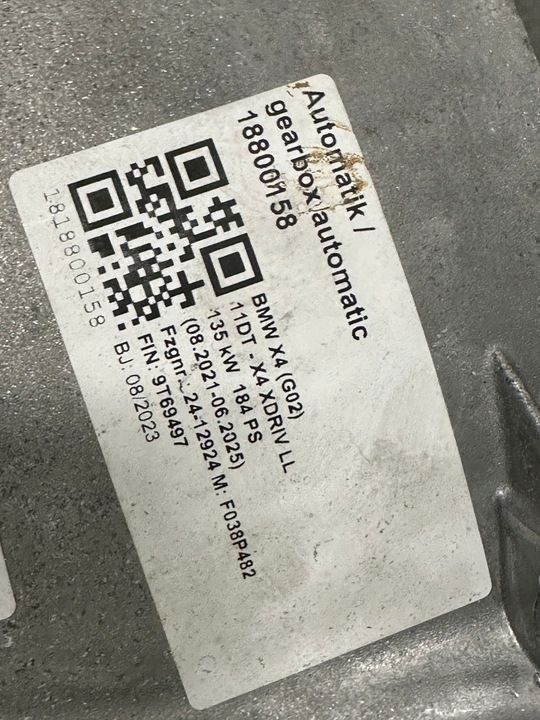 Automatik /
gearbox automatic
18800158
1818800158
BMW X4 (G02)
11DT - X4 XDRIV LL
135 kW 184 PS
(08.2021-06.2025)
Fzgnr.: 24-12924 M: F038P482
FIN: 9T69497
BJ: 08/2023